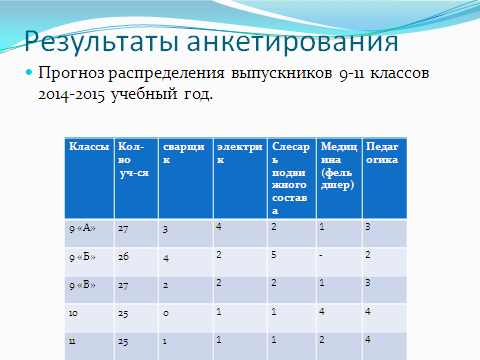 Результаты анкетирования
Прогноз распределения выпускников 9-11 классов
2014-2015 учебный год.
Классы Кол-во уч-ся сварщик электрик Слесарь подвижного состава Медицина (фельдшер) Педагогика
9 «А» 27 3 4 2 1 3
9 «Б» 26 4 2 5 - 2
9 «В» 27 2 2 2 1 3
10 25 0 1 1 4 4
11 25 1 1 1 2 4